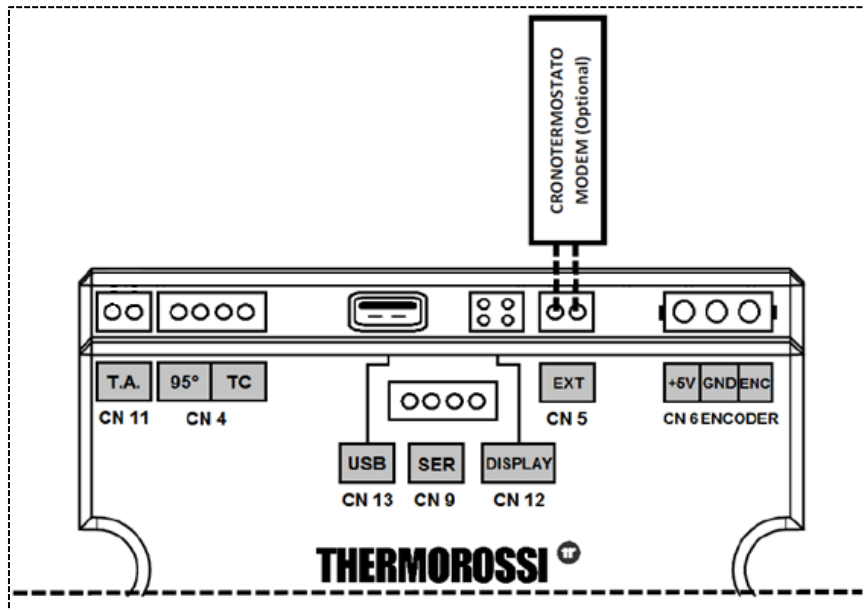 CRONOTERMOSTATO
MODEM (Optional)
T.A.
95°
TC
EXT
+5V
GND
ENC
CN 11
CN 4
CN 5
CN 6 ENCODER
USB
SER
DISPLAY
CN 13
CN 9
CN 12
THERMOROSSI